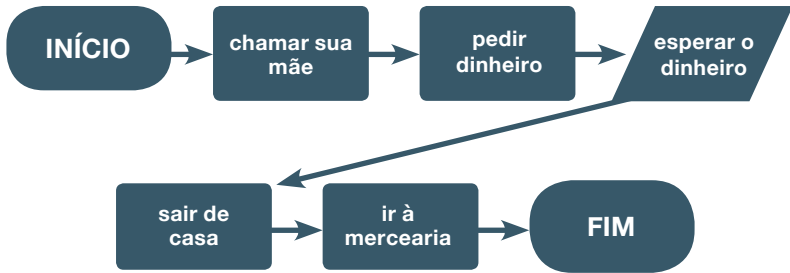 INÍCIO
chamar sua
mãe
pedir
dinheiro
esperar o
dinheiro
sair de
casa
ir à
mercearia
FIM